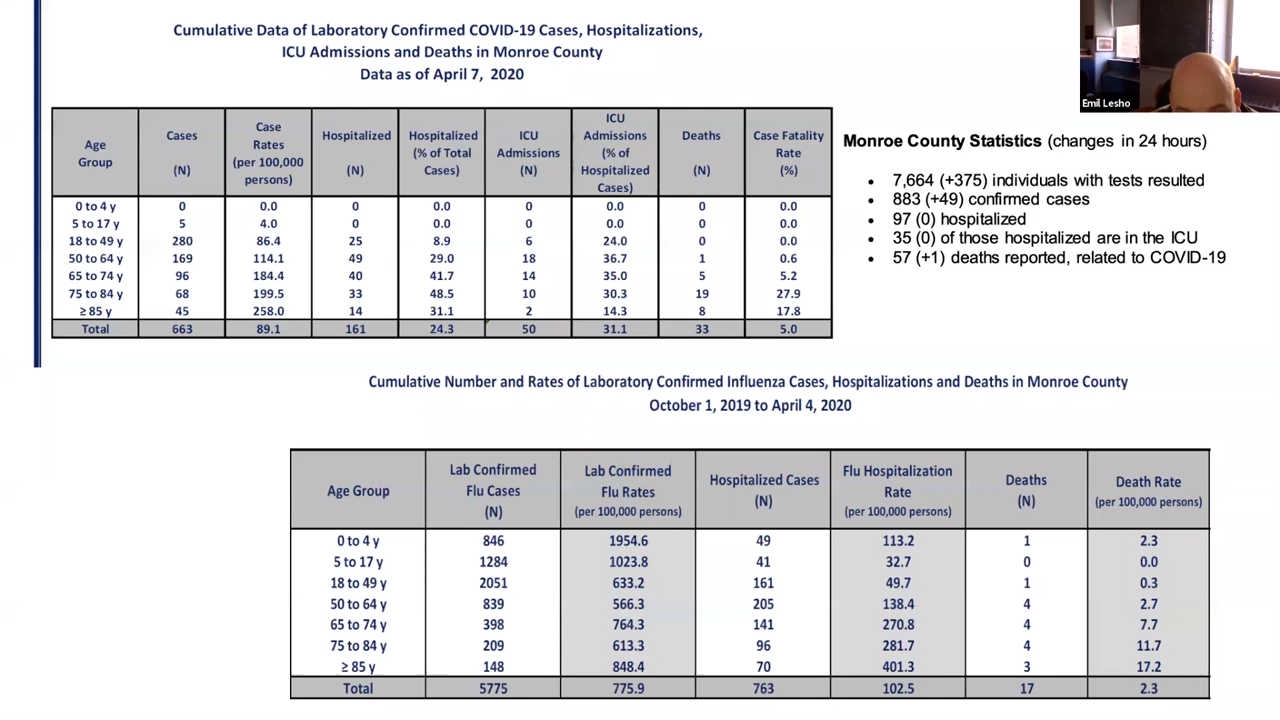 Cumulative Data of Laboratory Confirmed COVID-19 Cases, Hospitalizations,
ICU Admissions and Deaths in Monroe County
Data as of April 7, 2020
Age Group Cases (N) Case Rates (per 100,000 persons) Hospitalized (N) Hospitalized (% of Total Cases) ICU Admissions (N) ICU Admissions (% of Hospitalized Cases) Deaths (N) Case Fatality Rate (%)
0 to 4 y 0 0.0 0 0.0 0 0.0 0 0.0
5 to 17 y 5 4.0 0 0.0 0 0.0 0 0.0
18 to 49 y 280 86.4 25 8.9 6 24.0 0 0.0
50 to 64 y 169 114.1 49 29.0 18 36.7 1 0.6
65 to 74 y 96 184.4 40 41.7 14 35.0 5 5.2
75 to 84 y 68 199.5 33 48.5 10 30.3 19 27.9
≥ 85 y 45 258.0 14 31.1 2 14.3 8 17.8
Total 663 89.1 161 24.3 50 31.1 33 5.0
Emil Lesho
Monroe County Statistics (changes in 24 hours)
• 7,664 (+375) individuals with tests resulted
• 883 (+49) confirmed cases
• 97 (0) hospitalized
• 35 (0) of those hospitalized are in the ICU
• 57 (+1) deaths reported, related to COVID-19
Cumulative Number and Rates of Laboratory Confirmed Influenza Cases, Hospitalizations and Deaths in Monroe County
October 1, 2019 to April 4, 2020
Age Group Lab Confirmed Flu Cases (N) Lab Confirmed Flu Rates (per 100,000 persons) Hospitalized Cases (N) Flu Hospitalization Rate (per 100,000 persons) Deaths (N) Death Rate (per 100,000 persons)
0 to 4 y 846 1954.6 49 113.2 1 2.3
5 to 17 y 1284 1023.8 41 32.7 0 0.0
18 to 49 y 2051 633.2 161 49.7 1 0.3
50 to 64 y 839 566.3 205 138.4 4 2.7
65 to 74 y 398 764.3 141 270.8 4 7.7
75 to 84 y 209 613.3 96 281.7 4 11.7
≥ 85 y 148 848.4 70 401.3 3 17.2
Total 5775 775.9 763 102.5 17 2.3